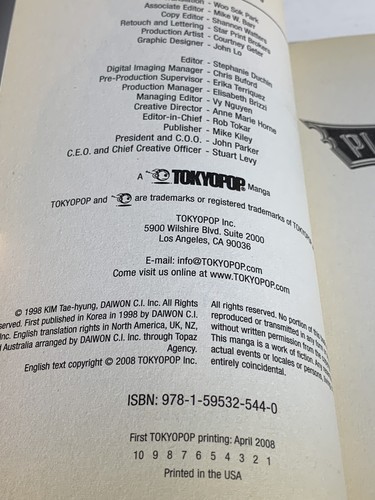 Translation - Woo Sok Park
Associate Editor - Mike W. Barr
Copy Editor - Shannon Watters
Retouch and Lettering - Star Print Brokers
Production Artist - Courtney Geter
Graphic Designer - John Lo
Editor - Stephanie Duchin
Digital Imaging Manager - Chris Buford
Pre-Production Supervisor - Erika Terriquez
Production Manager - Elisabeth Brizzi
Managing Editor - Vy Nguyen
Creative Director - Anne Marie Horne
Editor-in-Chief - Rob Tokar
Publisher - Mike Kiley
President and C.O.O. - John Parker
C.E.O. and Chief Creative Officer - Stuart Levy
A TOKYOPOP Manga
TOKYOPOP and are trademarks or registered trademarks of TOKYOPOP
TOKYOPOP Inc.
5900 Wilshire Blvd. Suite 2000
Los Angeles, CA 90036
E-mail: info@TOKYOPOP.com
Come visit us online at www.TOKYOPOP.com
© 1998 KIM Tae-hyung, DAIWON C.I. Inc. All Rights
served. First published in Korea in 1998 by DAIWON C.I.
Inc. English translation rights in North America, UK, NZ,
Australia arranged by DAIWON C.I. Inc through Topaz
Agency.
English text copyright © 2008 TOKYOPOP Inc.
All rights reserved. No portion of this
reproduced or transmitted in any form
without written permission from the
This manga is a work of fiction. Any
actual events or locales or persons,
entirely coincidental.
ISBN: 978-1-59532-544-0
First TOKYOPOP printing: April 2008
10 9 8 7 6 5 4 3 2 1
Printed in the USA